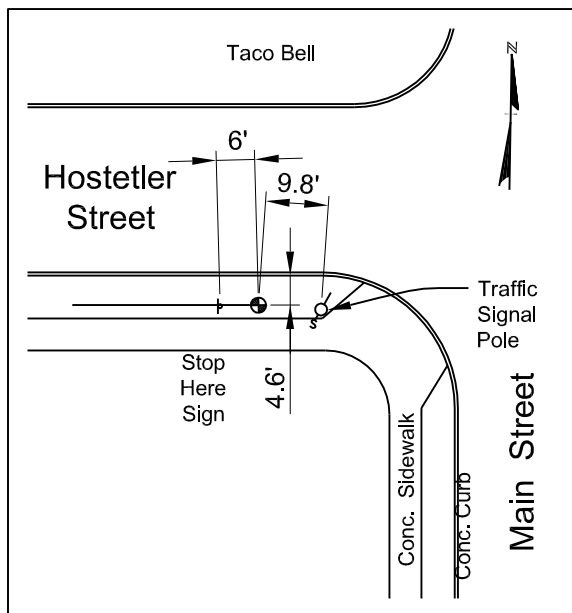 Taco Bell
N
6'
9.8'
Hostetler
Street
Traffic
Signal
Pole
S
Stop
Here
Sign
4.6'
Conc. Sidewalk
Conc. Curb
Main Street